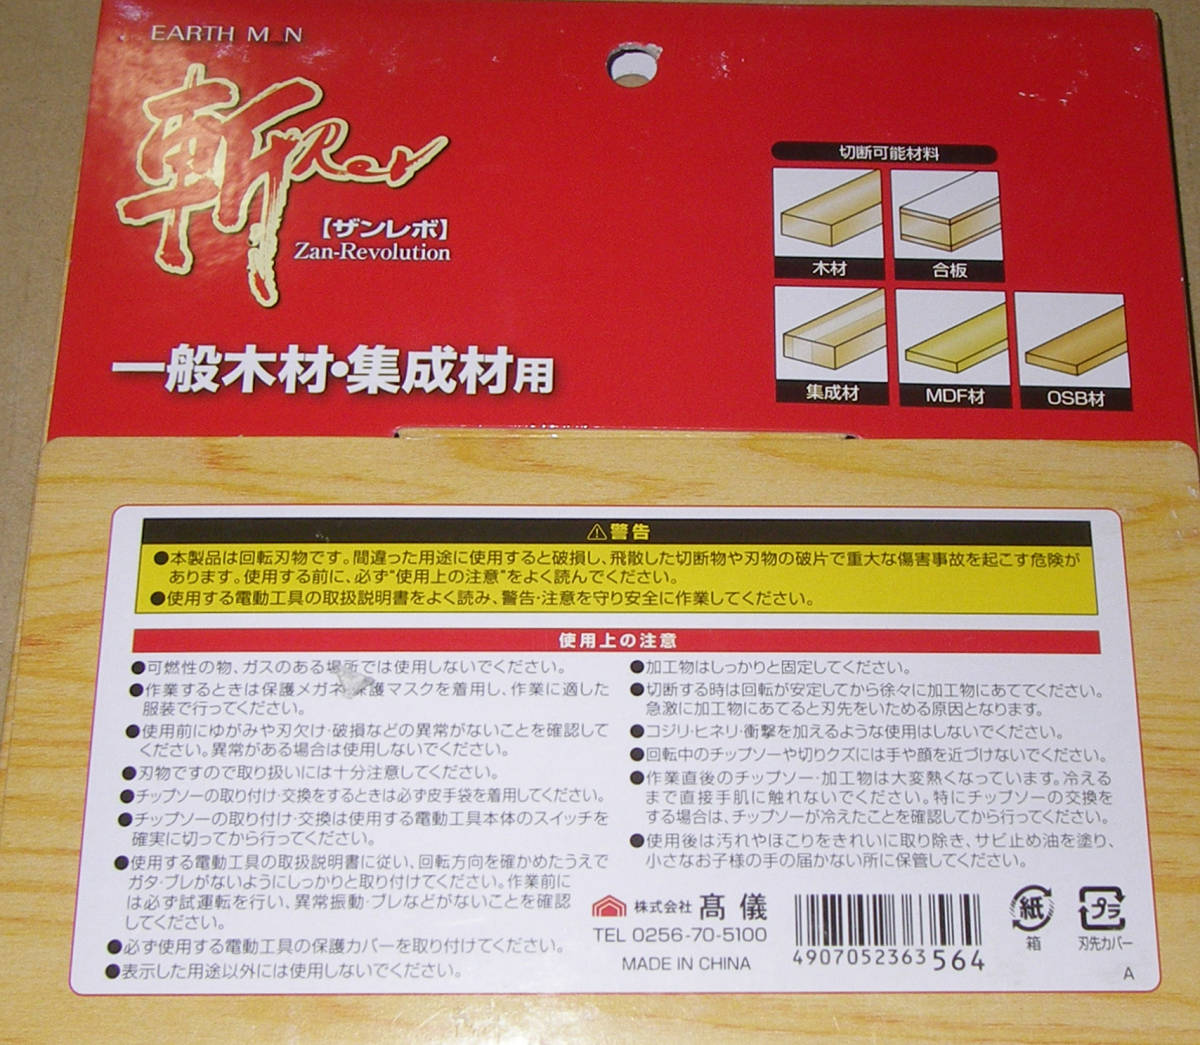 EARTH M N
斬Rev
【ザンレボ】
Zan-Revolution
一般木材・集成材用
切断可能材料
木材
合板
集成材
MDF材
OSB材
⚠警告
●本製品は回転刃物です。間違った用途に使用すると破損し、飛散した切断物や刃物の破片で重大な傷害事故を起こす危険が
あります。使用する前に、必ず"使用上の注意"をよく読んでください。
●使用する電動工具の取扱説明書をよく読み、警告・注意を守り安全に作業してください。
使用上の注意
●可燃性の物、ガスのある場所では使用しないでください。
●作業するときは保護メガネ 保護マスクを着用し、作業に適した
服装で行ってください。
●使用前にゆがみや刃欠け・破損などの異常がないことを確認して
ください。異常がある場合は使用しないでください。
●刃物ですので取り扱いには十分注意してください。
●チップソーの取り付け・交換をするときは必ず皮手袋を着用してください。
●チップソーの取り付け・交換は使用する電動工具本体のスイッチを
確実に切ってから行ってください。
●使用する電動工具の取扱説明書に従い、回転方向を確かめたうえで
ガタ・ブレがないようにしっかりと取り付けてください。作業前に
は必ず試運転を行い、異常振動・ブレなどがないことを確認
してください。
●必ず使用する電動工具の保護カバーを取り付けてください。
●表示した用途以外には使用しないでください。
●加工物はしっかりと固定してください。
●切断する時は回転が安定してから徐々に加工物にあててください。
急激に加工物にあてると刃先をいためる原因となります。
●コジリ・ヒネリ・衝撃を加えるような使用はしないでください。
●回転中のチップソーや切りクズには手や顔を近づけないでください。
●作業直後のチップソー・加工物は大変熱くなっています。冷える
まで直接手肌に触れないでください。特にチップソーの交換を
する場合は、チップソーが冷えたことを確認してから行ってください。
●使用後は汚れやほこりをきれいに取り除き、サビ止め油を塗り、
小さなお子様の手の届かない所に保管してください。
株式会社 髙儀
TEL 0256-70-5100
MADE IN CHINA
4907052363564
紙
箱
プラ
刃先カバー
A